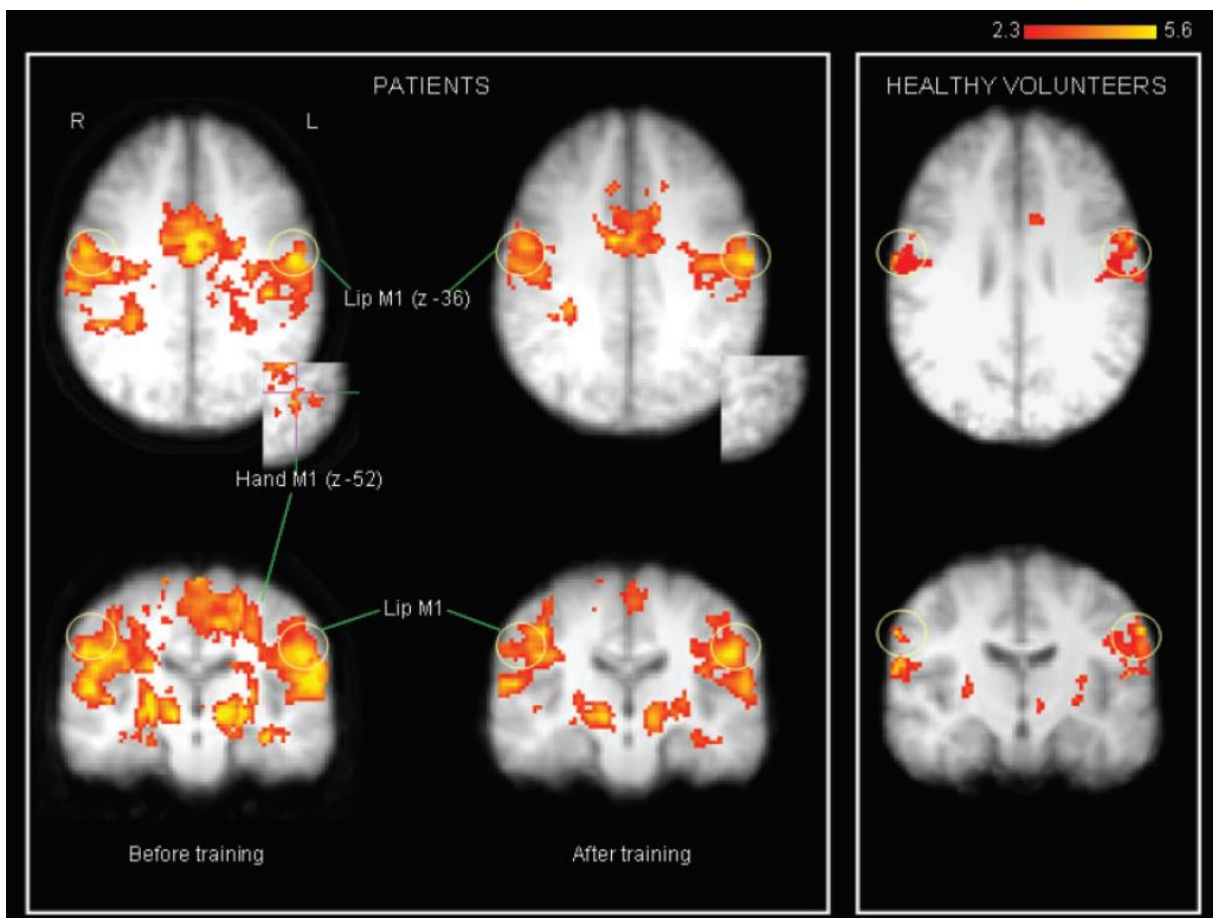 2.3 5.6
PATIENTS
HEALTHY VOLUNTEERS
R L
Lip M1 (z -36)
Hand M1 (z -52)
Lip M1
Before training
After training